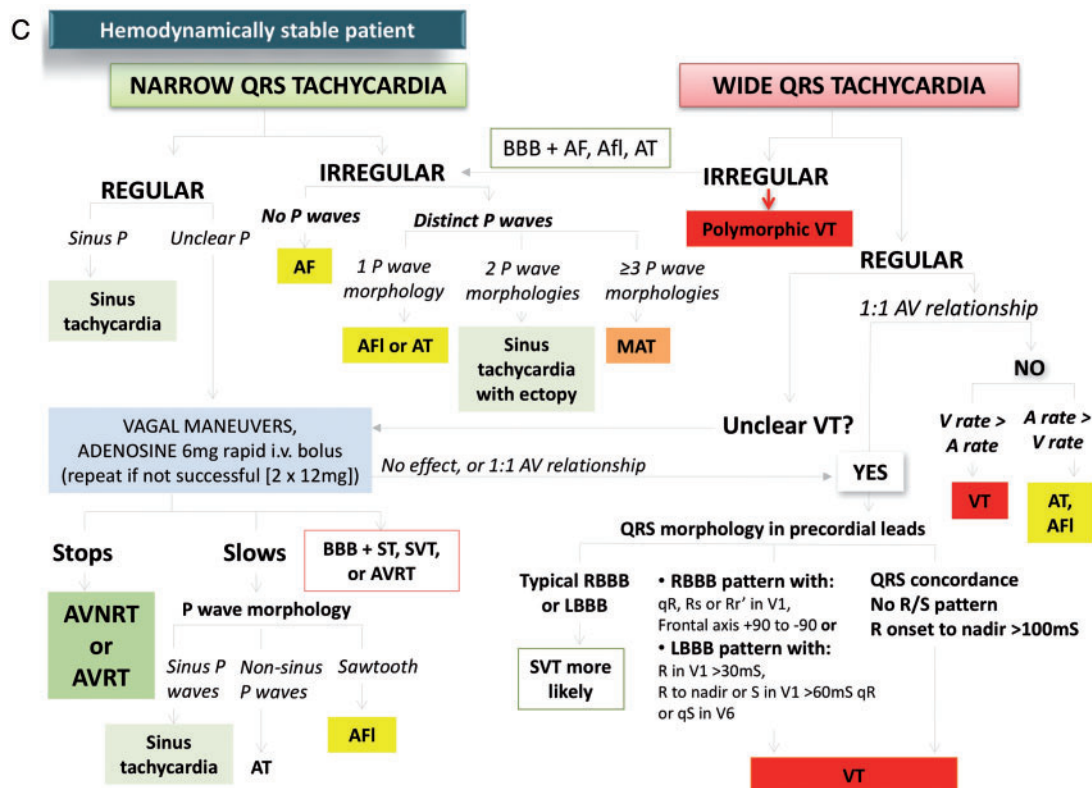 C
Hemodynamically stable patient
NARROW QRS TACHYCARDIA
WIDE QRS TACHYCARDIA
BBB + AF, Afl, AT
REGULAR
IRREGULAR
IRREGULAR
Polymorphic VT
Sinus P
Unclear P
No P waves
Distinct P waves
REGULAR
Sinus
tachycardia
AF
1 P wave
morphology
2 P wave
morphologies
≥3 P wave
morphologies
1:1 AV relationship
AFl or AT
Sinus
tachycardia
with ectopy
MAT
NO
V rate >
A rate
A rate >
V rate
VT
AT,
AFl
Unclear VT?
VAGAL MANEUVERS,
ADENOSINE 6mg rapid i.v. bolus
(repeat if not successful [2 x 12mg])
No effect, or 1:1 AV relationship
YES
Stops
Slows
BBB + ST, SVT,
or AVRT
AVNRT
or
AVRT
P wave morphology
Sinus P
waves
Non-sinus
P waves
Sawtooth
Sinus
tachycardia
AT
AFl
QRS morphology in precordial leads
Typical RBBB
or LBBB
SVT more
likely
• RBBB pattern with:
qR, Rs or Rr’ in V1,
Frontal axis +90 to -90 or
• LBBB pattern with:
R in V1 >30mS,
R to nadir or S in V1 >60mS qR
or qS in V6
QRS concordance
No R/S pattern
R onset to nadir >100mS
VT